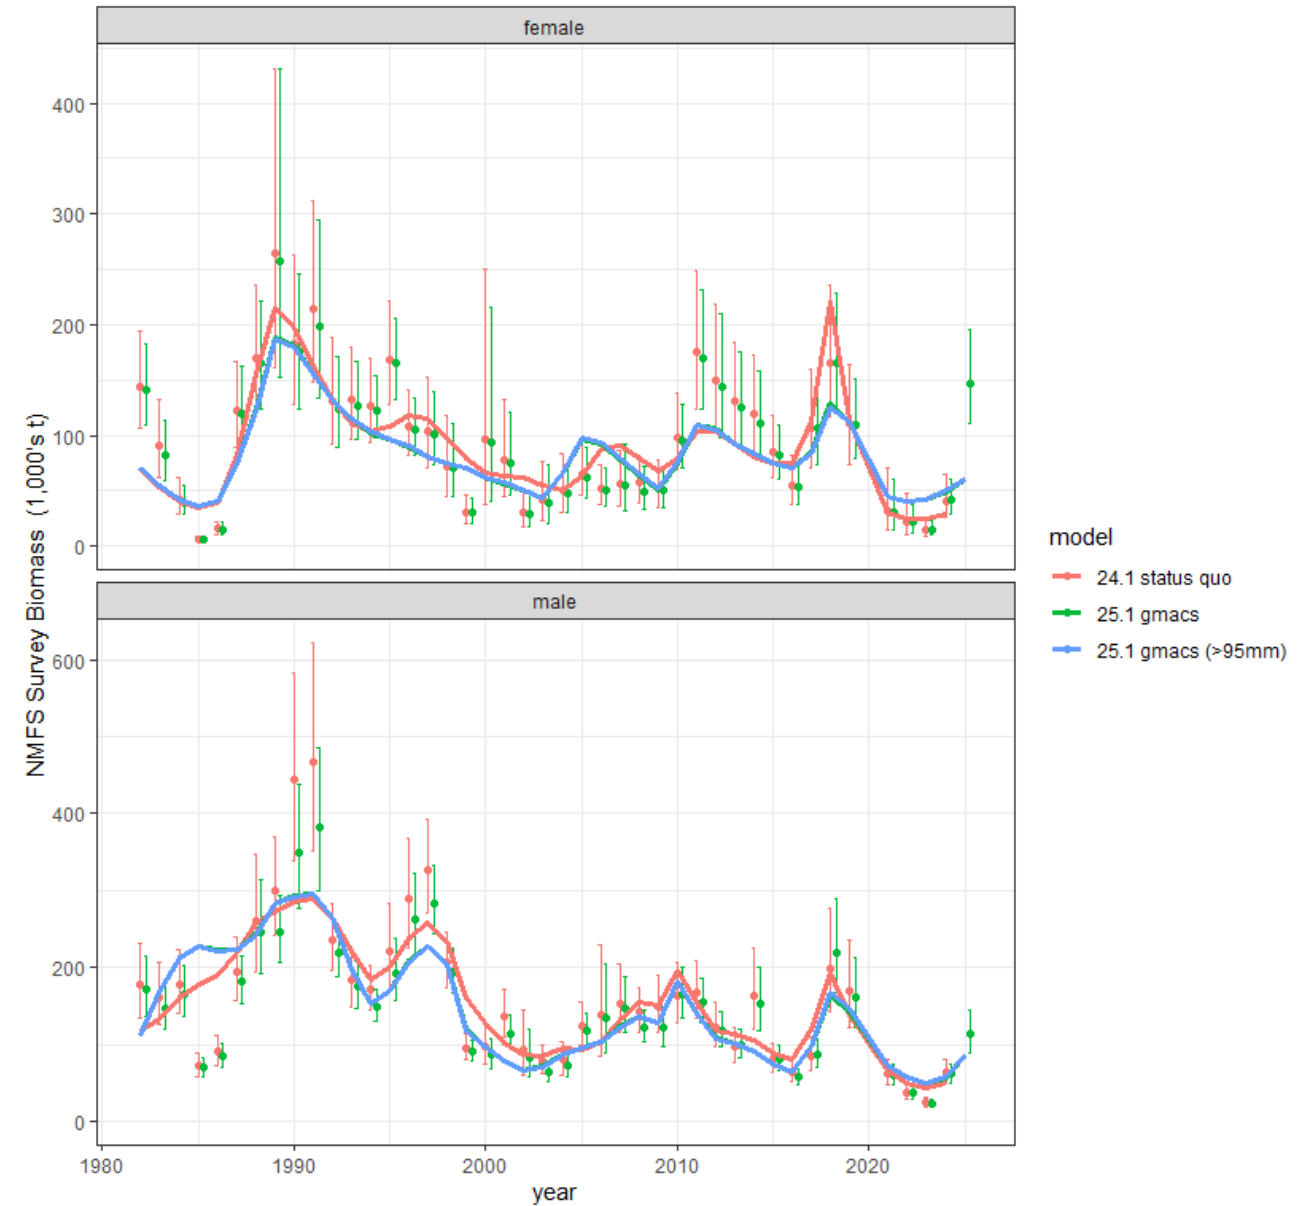 female
400
300
200
100
0
NMFS Survey Biomass (1,000's t)
male
600
400
200
0
1980
1990
2000
2010
2020
year
model
24.1 status quo
25.1 gmacs
25.1 gmacs (>95mm)